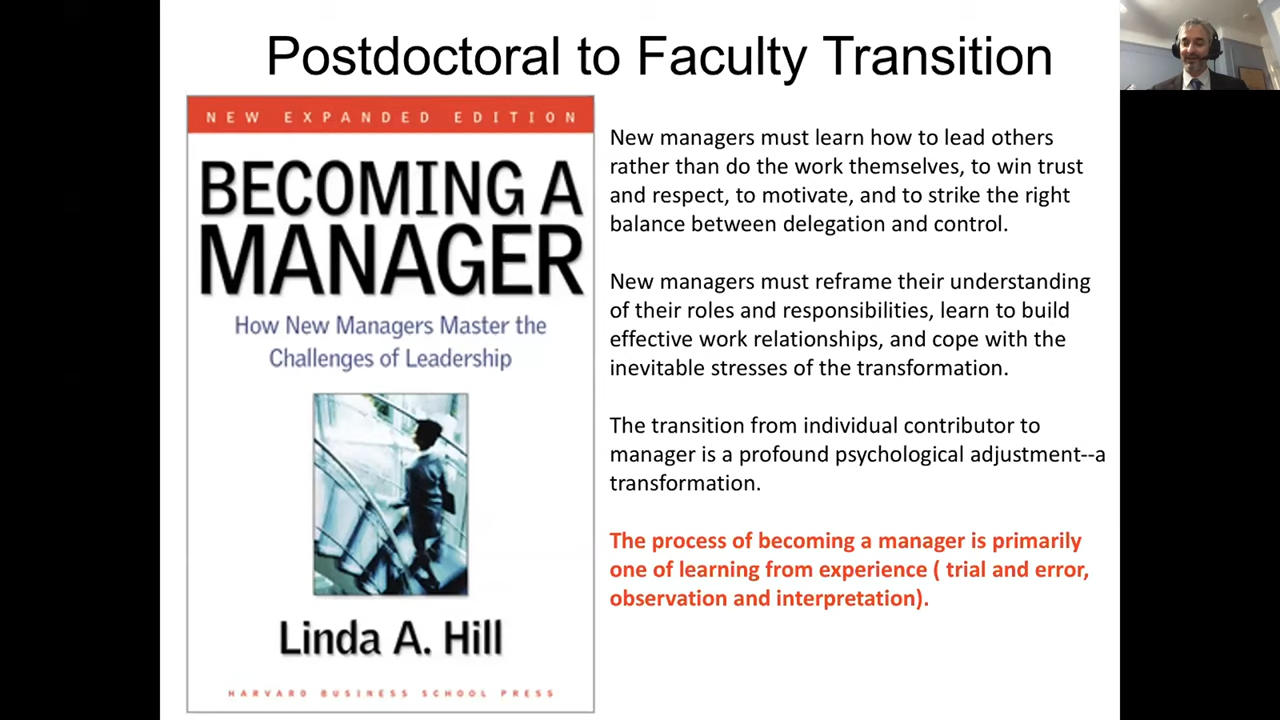 Postdoctoral to Faculty Transition
NEW EXPANDED EDITION
BECOMING A
MANAGER
How New Managers Master the
Challenges of Leadership
Linda A. Hill
HARVARD BUSINESS SCHOOL PRESS
New managers must learn how to lead others
rather than do the work themselves, to win trust
and respect, to motivate, and to strike the right
balance between delegation and control.
New managers must reframe their understanding
of their roles and responsibilities, learn to build
effective work relationships, and cope with the
inevitable stresses of the transformation.
The transition from individual contributor to
manager is a profound psychological adjustment--a
transformation.
The process of becoming a manager is primarily
one of learning from experience ( trial and error,
observation and interpretation).